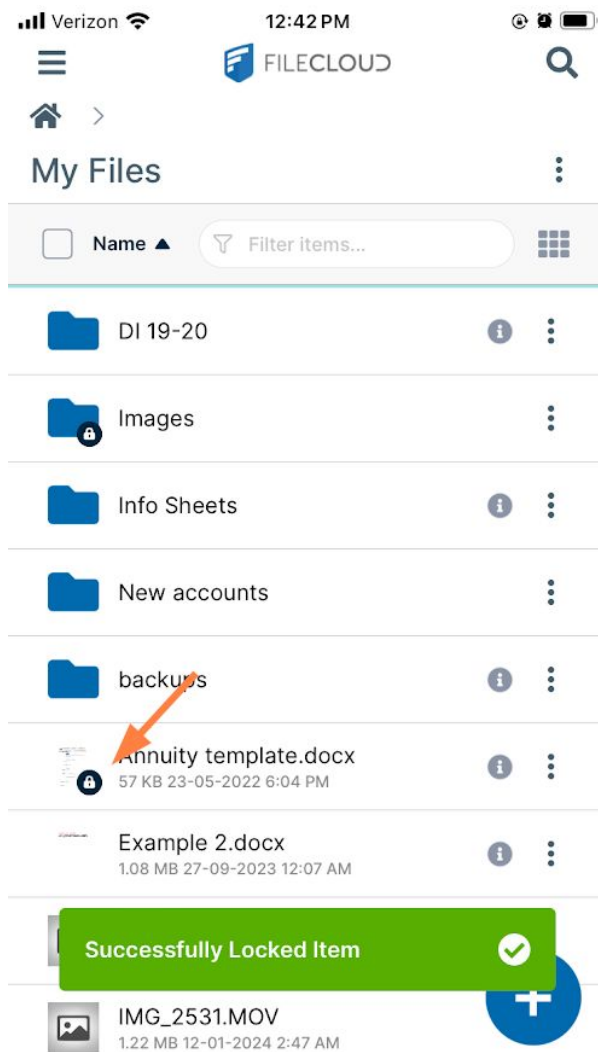 Verizon 12:42 PM
FILECLOUD
My Files
Name Filter items...
DI 19-20
Images
Info Sheets
New accounts
backups
Annuity template.docx
57 KB 23-05-2022 6:04 PM
Example 2.docx
1.08 MB 27-09-2023 12:07 AM
Successfully Locked Item
IMG_2531.MOV
1.22 MB 12-01-2024 2:47 AM